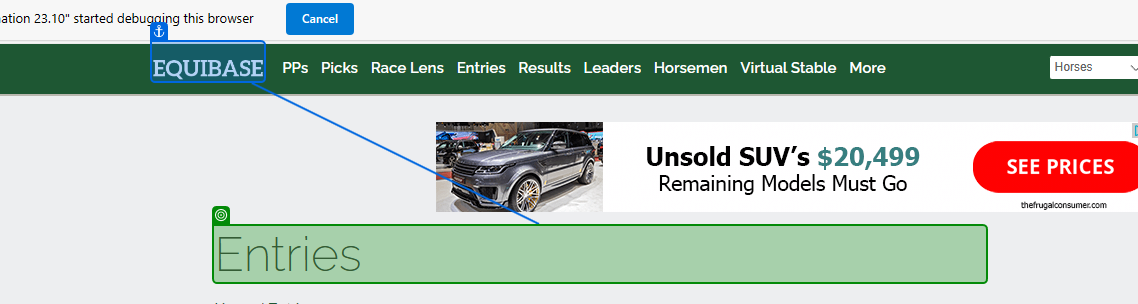 ation 23.10" started debugging this browser
Cancel
EQUIBASE PPs Picks Race Lens Entries Results Leaders Horsemen Virtual Stable More
Horses
Unsold SUV's $20,499
Remaining Models Must Go
SEE PRICES
thefrugalconsumer.com
Entries